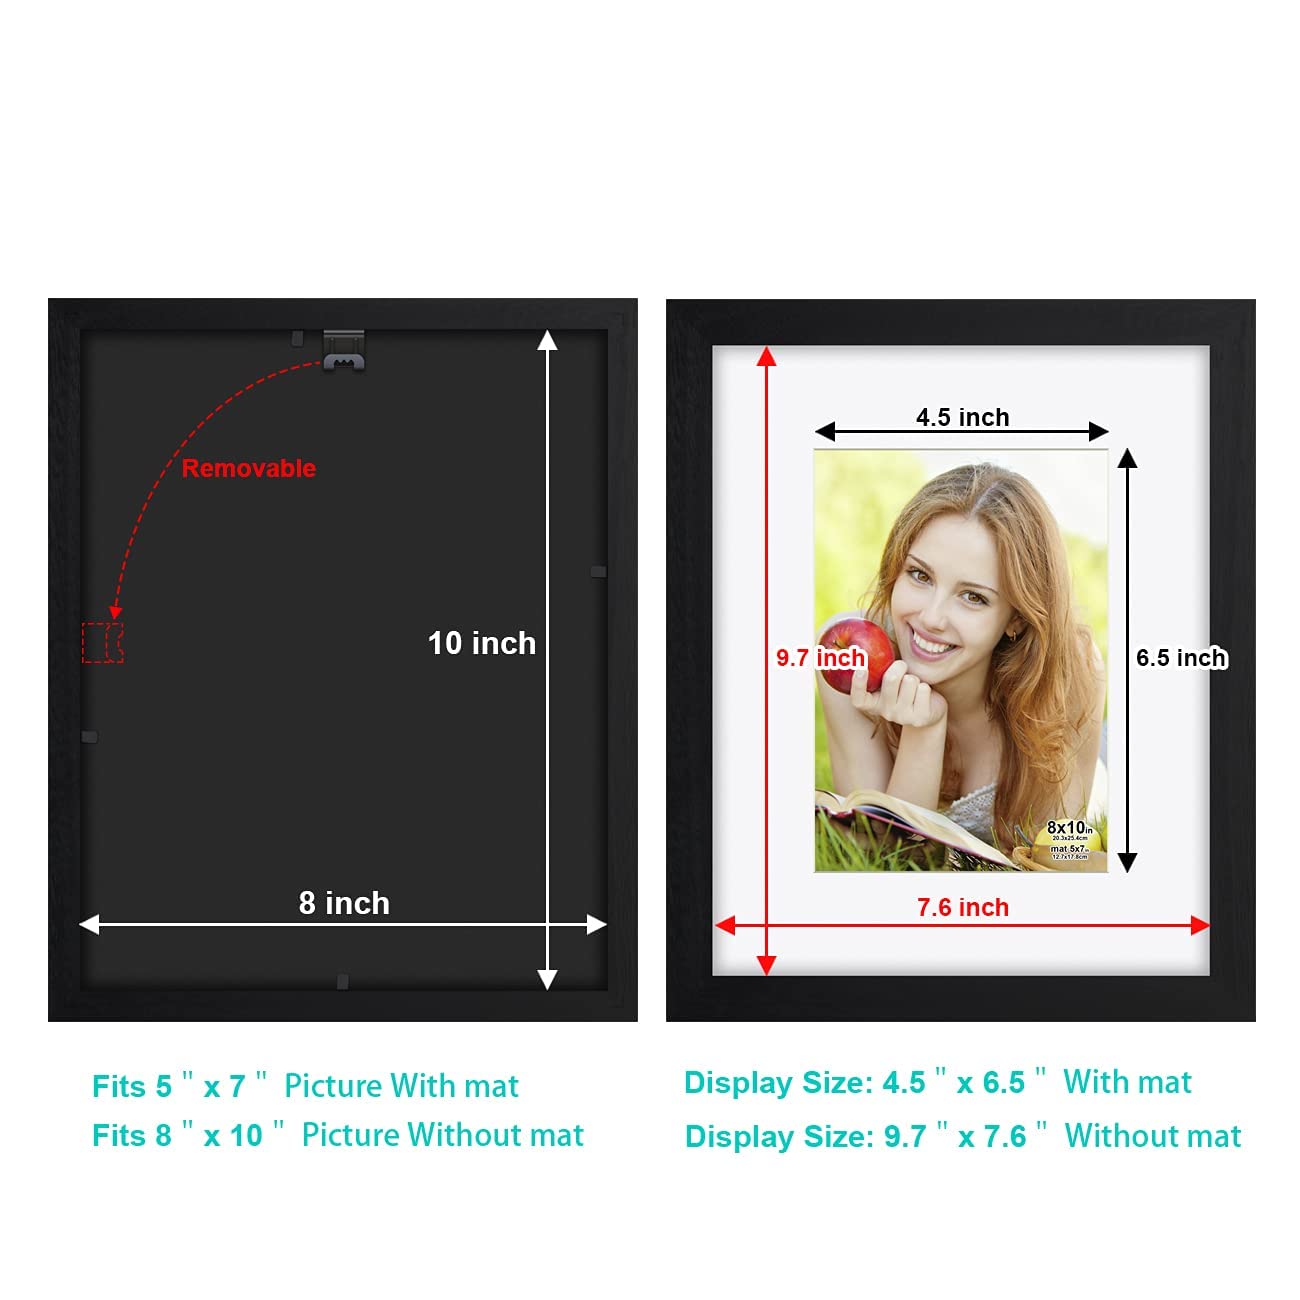 Removable
10 inch
8 inch
4.5 inch
9.7 inch
6.5 inch
8x10in
20.3x25.4cm
mat 5x7in
12.7x17.8cm
7.6 inch
Fits 5 " x 7 " Picture With mat
Fits 8 " x 10 " Picture Without mat
Display Size: 4.5 " x 6.5 " With mat
Display Size: 9.7 " x 7.6 " Without mat